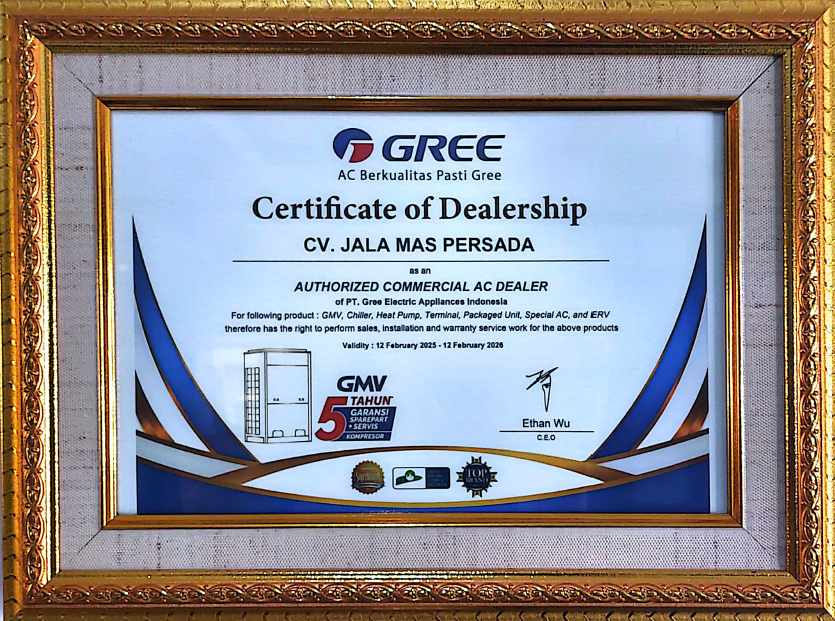 GREE
AC Berkualitas Pasti Gree
Certificate of Dealership
CV. JALA MAS PERSADA
as an
AUTHORIZED COMMERCIAL AC DEALER
of PT. Gree Electric Appliances Indonesia
For following product : GMV, Chiller, Heat Pump, Terminal, Packaged Unit, Special AC, and ERV
therefore has the right to perform sales, installation and warranty service work for the above products
Validity : 12 February 2025 - 12 February 2026
GMV
5 TAHUN
GARANSI
SPAREPART
+ SERVIS
KOMPRESOR
Ethan Wu
C.E.O
TOP
BRAND